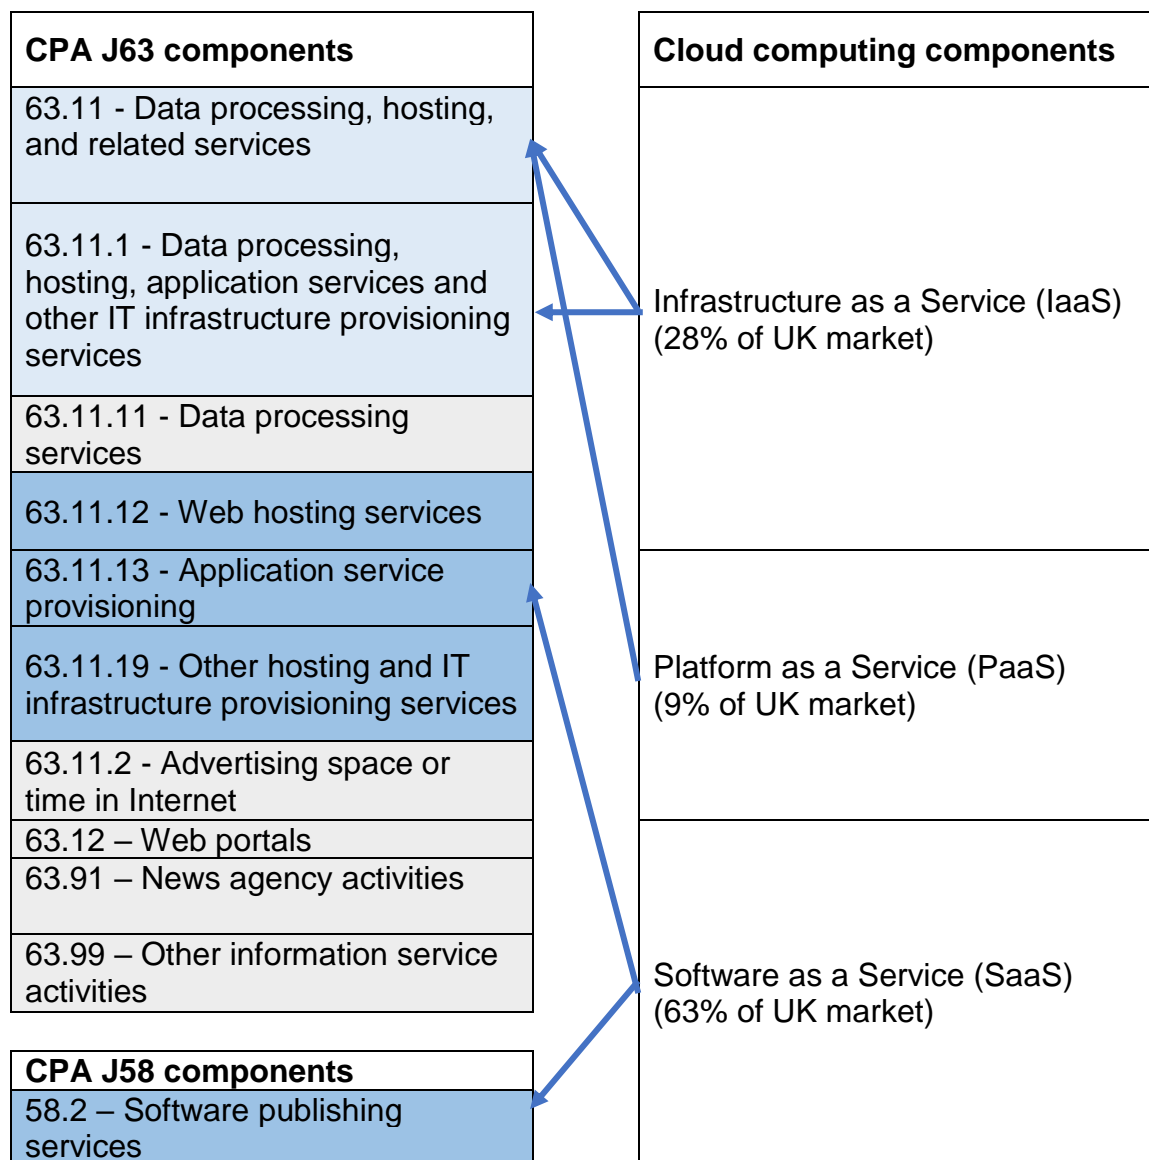 CPA J63 components
63.11 - Data processing, hosting,
and related services
63.11.1 - Data processing,
hosting, application services and
other IT infrastructure provisioning
services
63.11.11 - Data processing
services
63.11.12 - Web hosting services
63.11.13 - Application service
provisioning
63.11.19 - Other hosting and IT
infrastructure provisioning services
63.11.2 - Advertising space or
time in Internet
63.12 – Web portals
63.91 – News agency activities
63.99 – Other information service
activities
CPA J58 components
58.2 – Software publishing
services
Cloud computing components
Infrastructure as a Service (IaaS)
(28% of UK market)
Platform as a Service (PaaS)
(9% of UK market)
Software as a Service (SaaS)
(63% of UK market)